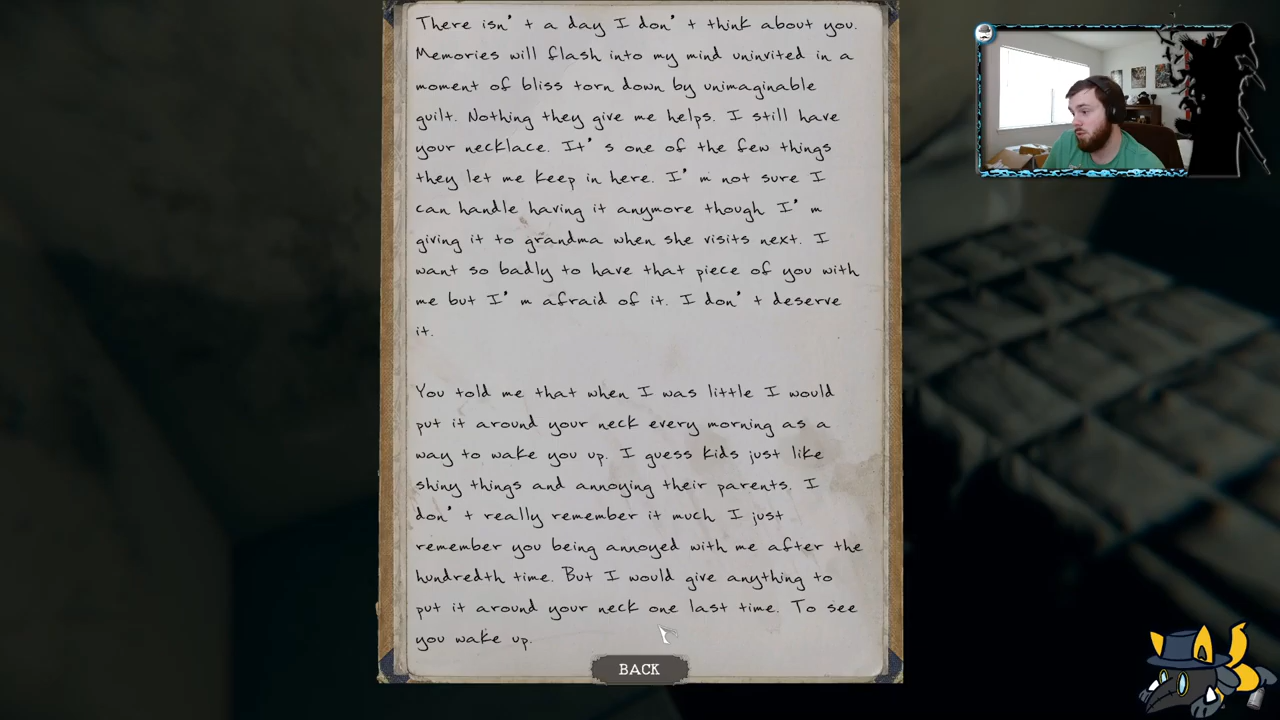 There isn't a day I don't think about you.
Memories will flash into my mind uninvited in a
moment of bliss torn down by unimaginable
guilt. Nothing they give me helps. I still have
your necklace. It's one of the few things
they let me keep in here. I'm not sure I
can handle having it anymore though I'm
giving it to grandma when she visits next. I
want so badly to have that piece of you with
me but I'm afraid of it. I don't deserve
it.
You told me that when I was little I would
put it around your neck every morning as a
way to wake you up. I guess kids just like
shiny things and annoying their parents. I
don't really remember it much I just
remember you being annoyed with me after the
hundredth time. But I would give anything to
put it around your neck one last time. To see
you wake up.
BACK